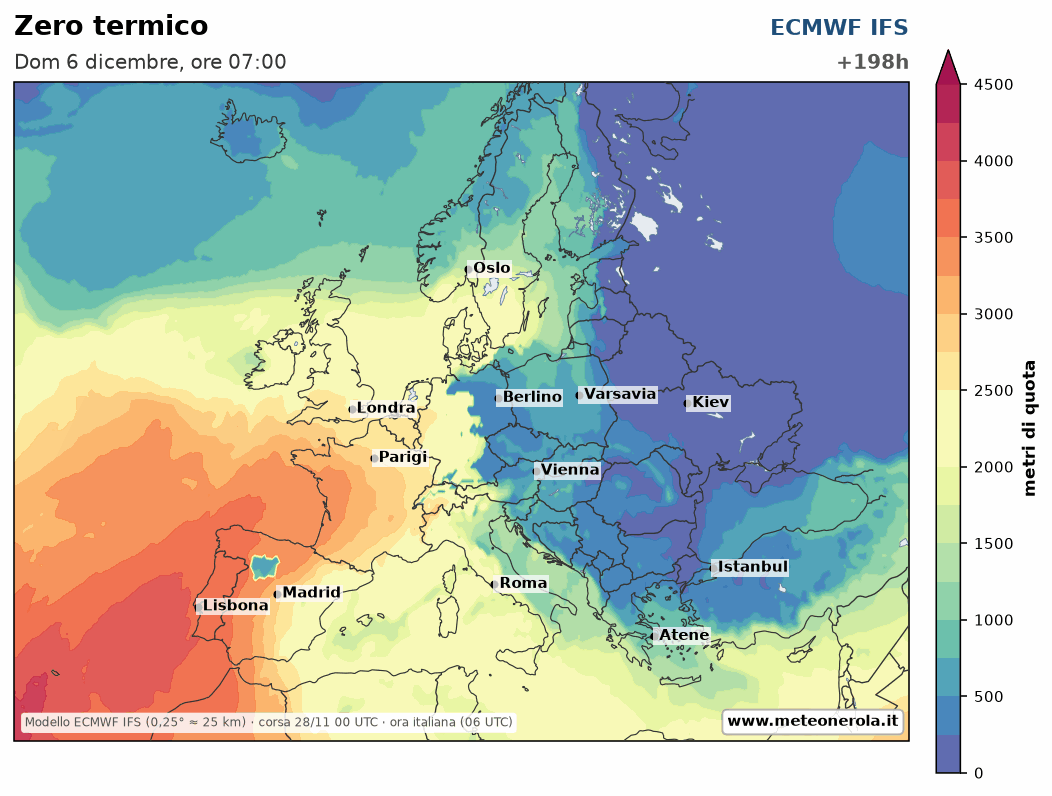 Zero termico
ECMWF IFS
Dom 6 dicembre, ore 07:00
+198h
4500
4000
3500
3000
2500
2000
1500
1000
500
0
metri di quota
Oslo
Berlino
Varsavia
Kiev
Londra
Parigi
Vienna
Istanbul
Roma
Madrid
Lisbona
Atene
Modello ECMWF IFS (0,25° ≈ 25 km) · corsa 28/11 00 UTC · ora italiana (06 UTC)
www.meteonerola.it